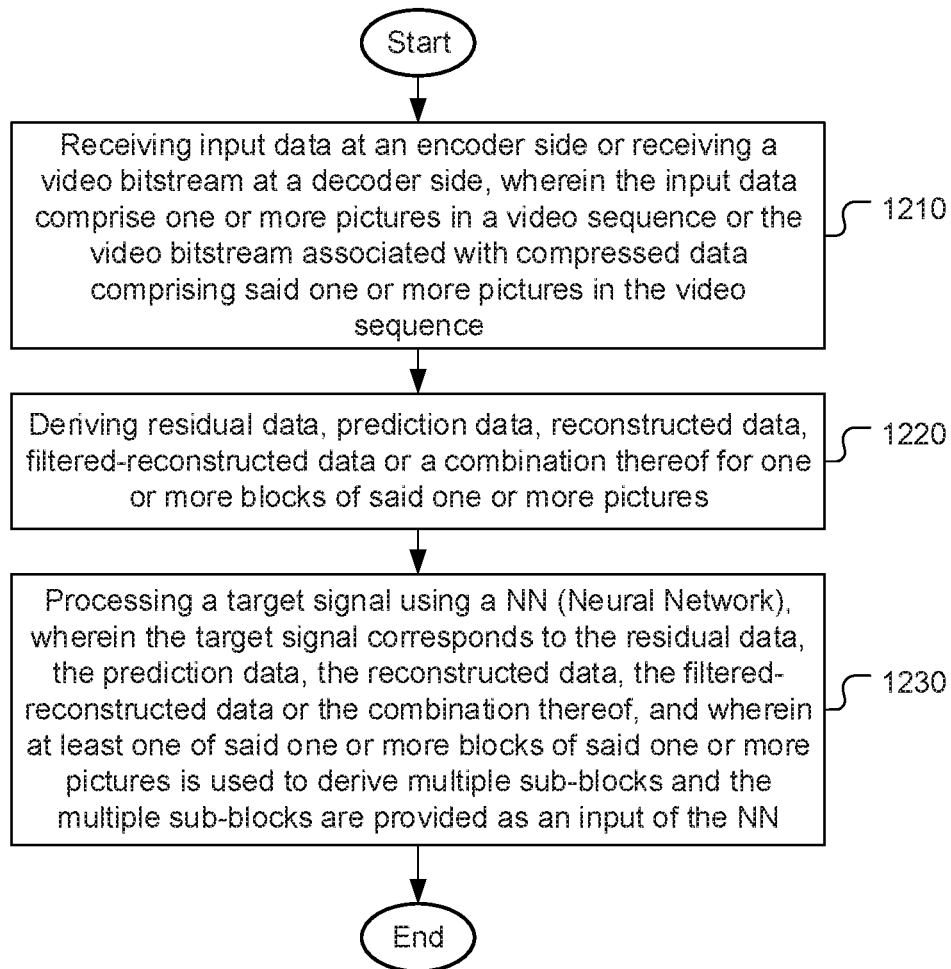 Start
Receiving input data at an encoder side or receiving a
video bitstream at a decoder side, wherein the input data
comprise one or more pictures in a video sequence or the
video bitstream associated with compressed data
comprising said one or more pictures in the video
sequence
1210
Deriving residual data, prediction data, reconstructed data,
filtered-reconstructed data or a combination thereof for one
or more blocks of said one or more pictures
1220
Processing a target signal using a NN (Neural Network),
wherein the target signal corresponds to the residual data,
the prediction data, the reconstructed data, the filtered-
reconstructed data or the combination thereof, and wherein
at least one of said one or more blocks of said one or more
pictures is used to derive multiple sub-blocks and the
multiple sub-blocks are provided as an input of the NN
1230
End